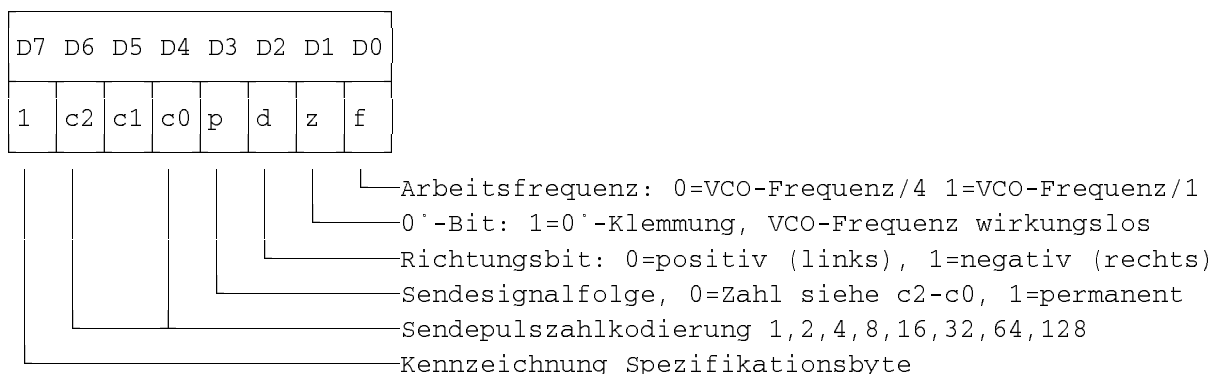 D7 D6 D5 D4 D3 D2 D1 D0
1 c2 c1 c0 p d z f
Arbeitsfrequenz: 0=VCO-Frequenz/4 1=VCO-Frequenz/1
0°-Bit: 1=0°-Klemmung, VCO-Frequenz wirkungslos
Richtungsbit: 0=positiv (links), 1=negativ (rechts)
Sendesignalfolge, 0=Zahl siehe c2-c0, 1=permanent
Sendepulszahlkodierung 1,2,4,8,16,32,64,128
Kennzeichnung Spezifikationsbyte